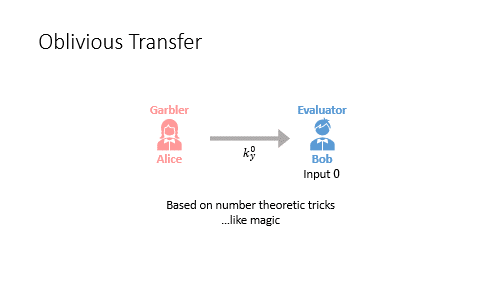 Oblivious Transfer
Garbler
Evaluator
Alice
k_y^0
Bob
Input 0
Based on number theoretic tricks
...like magic